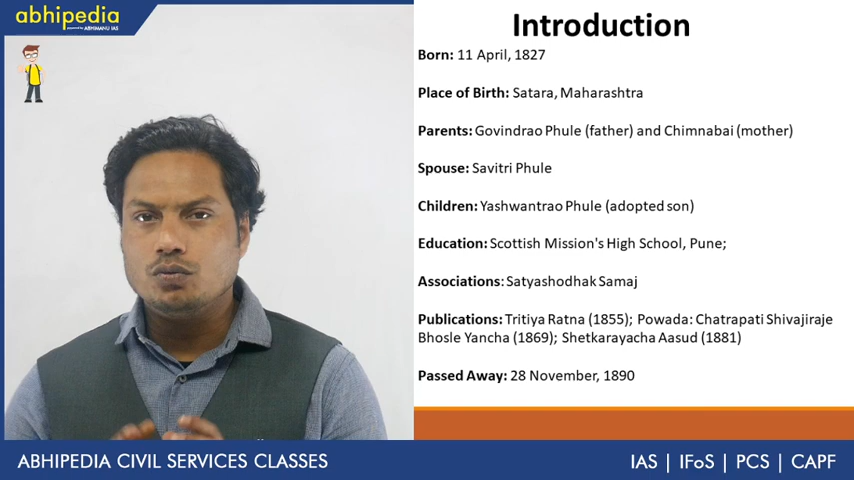 abhipedia
powered by ABHIMANU IAS
Introduction
Born: 11 April, 1827
Place of Birth: Satara, Maharashtra
Parents: Govindrao Phule (father) and Chimnabai (mother)
Spouse: Savitri Phule
Children: Yashwantrao Phule (adopted son)
Education: Scottish Mission's High School, Pune;
Associations: Satyashodhak Samaj
Publications: Tritiya Ratna (1855); Powada: Chatrapati Shivajiraje
Bhosle Yancha (1869); Shetkarayacha Aasud (1881)
Passed Away: 28 November, 1890
ABHIPEDIA CIVIL SERVICES CLASSES
IAS | IFoS | PCS | CAPF